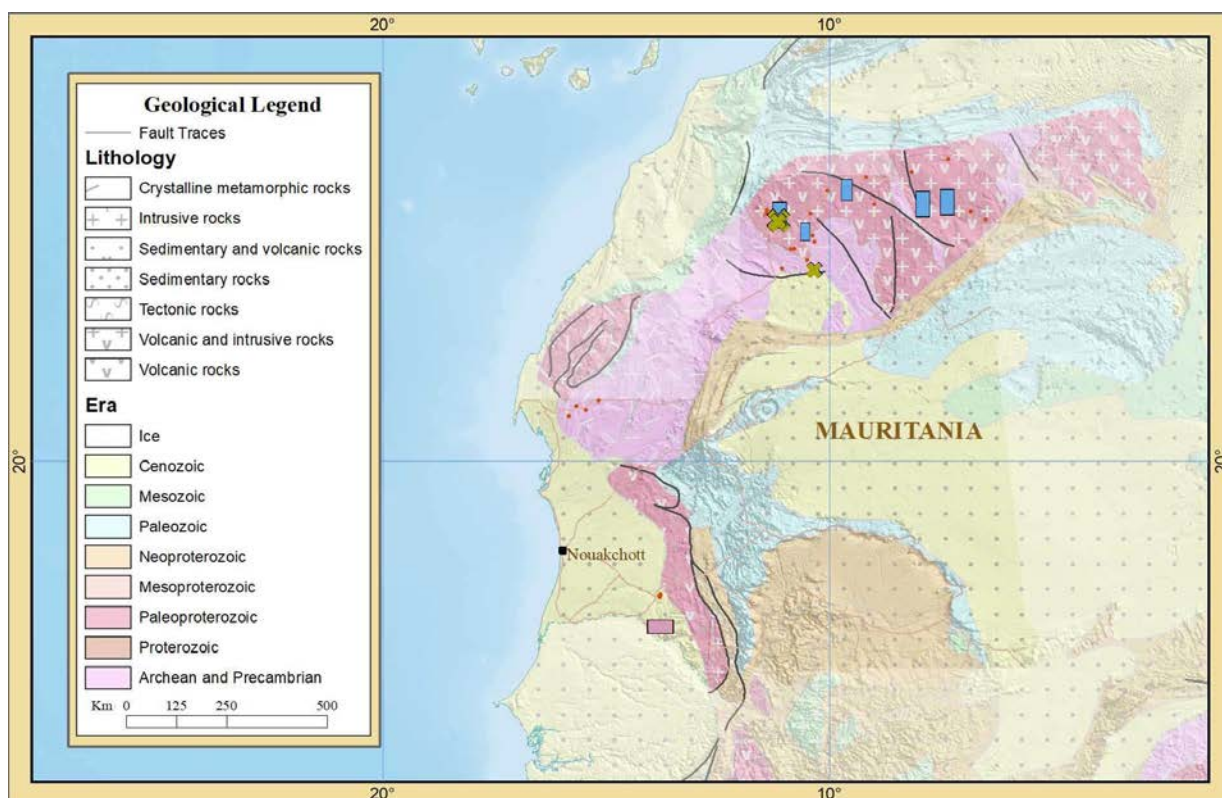 20°
10°
Geological Legend
Fault Traces
Lithology
Crystalline metamorphic rocks
Intrusive rocks
Sedimentary and volcanic rocks
Sedimentary rocks
Tectonic rocks
Volcanic and intrusive rocks
Volcanic rocks
Era
Ice
Cenozoic
Mesozoic
Paleozoic
Neoproterozoic
Mesoproterozoic
Paleoproterozoic
Proterozoic
Archean and Precambrian
Km 0 125 250 500
MAURITANIA
20°
20°
Nouakchott
20°
10°